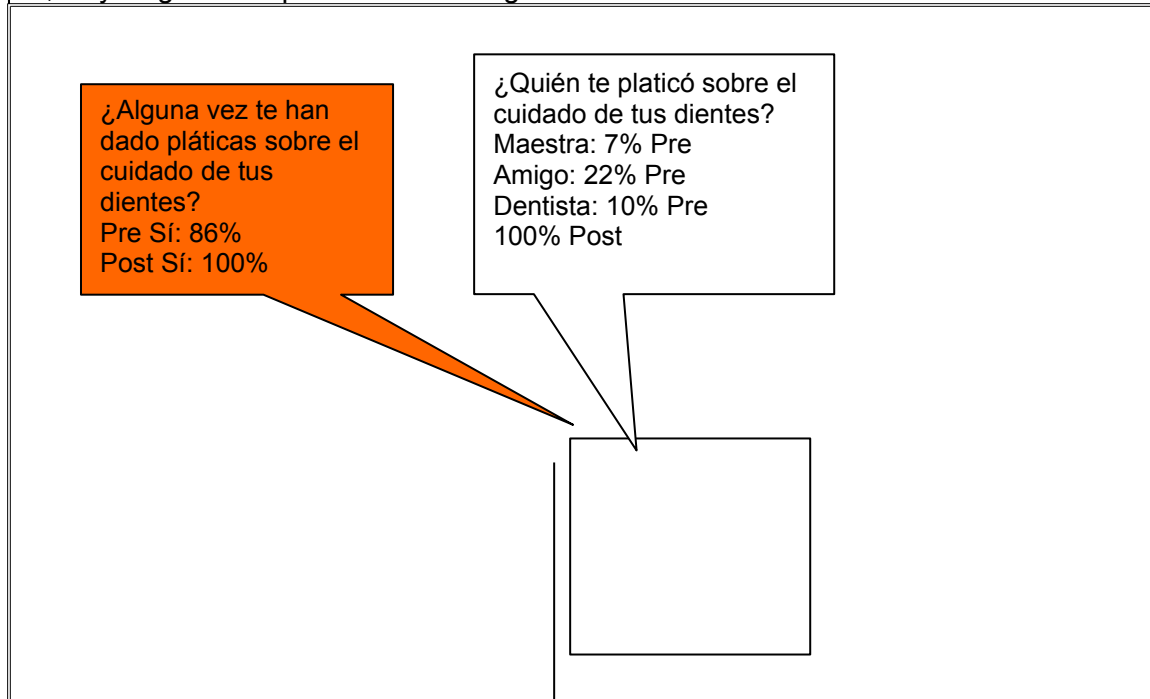 ¿Alguna vez te han
dado pláticas sobre el
cuidado de tus
dientes?
Pre Sí: 86%
Post Sí: 100%
¿Quién te platicó sobre el
cuidado de tus dientes?
Maestra: 7% Pre
Amigo: 22% Pre
Dentista: 10% Pre
100% Post